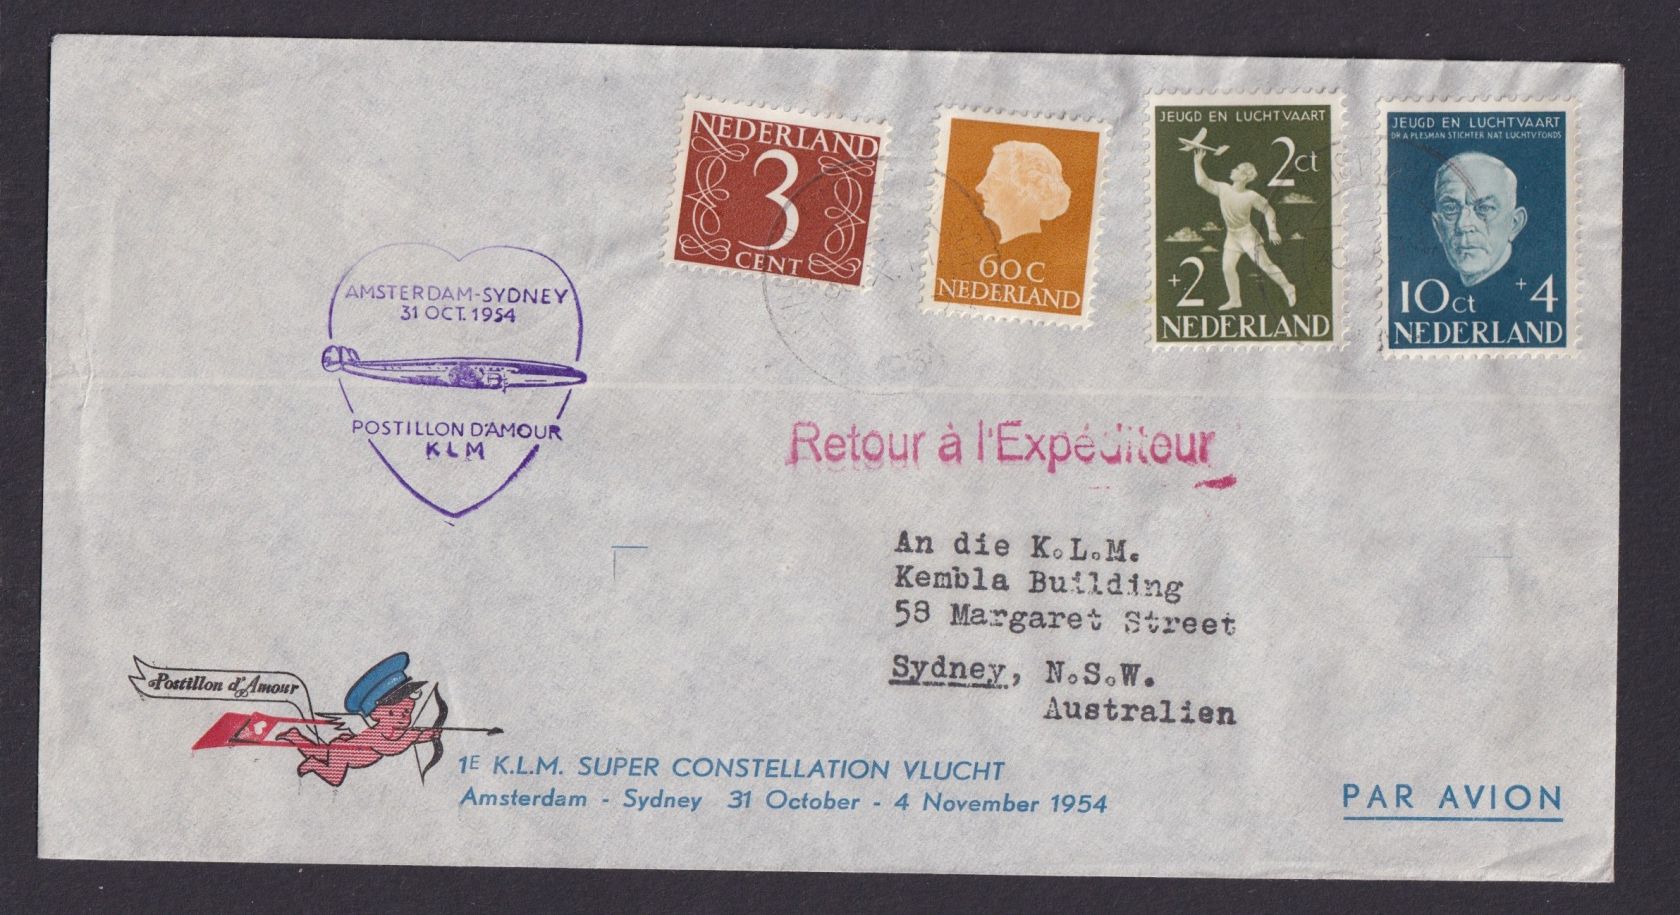 NEDERLAND
3
CENT
60C
NEDERLAND
JEUGD EN LUCHTVAART
2ct
+2
NEDERLAND
JEUGD EN LUCHTVAART
DR A PLESMAN STICHTER NAT. LUCHTV.FONDS
10ct +4
NEDERLAND
AMSTERDAM-SYDNEY
31 OCT. 1954
POSTILLON D'AMOUR
KLM
Retour à l'Expéditeur
An die K.L.M.
Kembla Building
58 Margaret Street
Sydney, N.S.W.
Australien
Postillon d'Amour
1E K.L.M. SUPER CONSTELLATION VLUCHT
Amsterdam - Sydney 31 October - 4 November 1954
PAR AVION